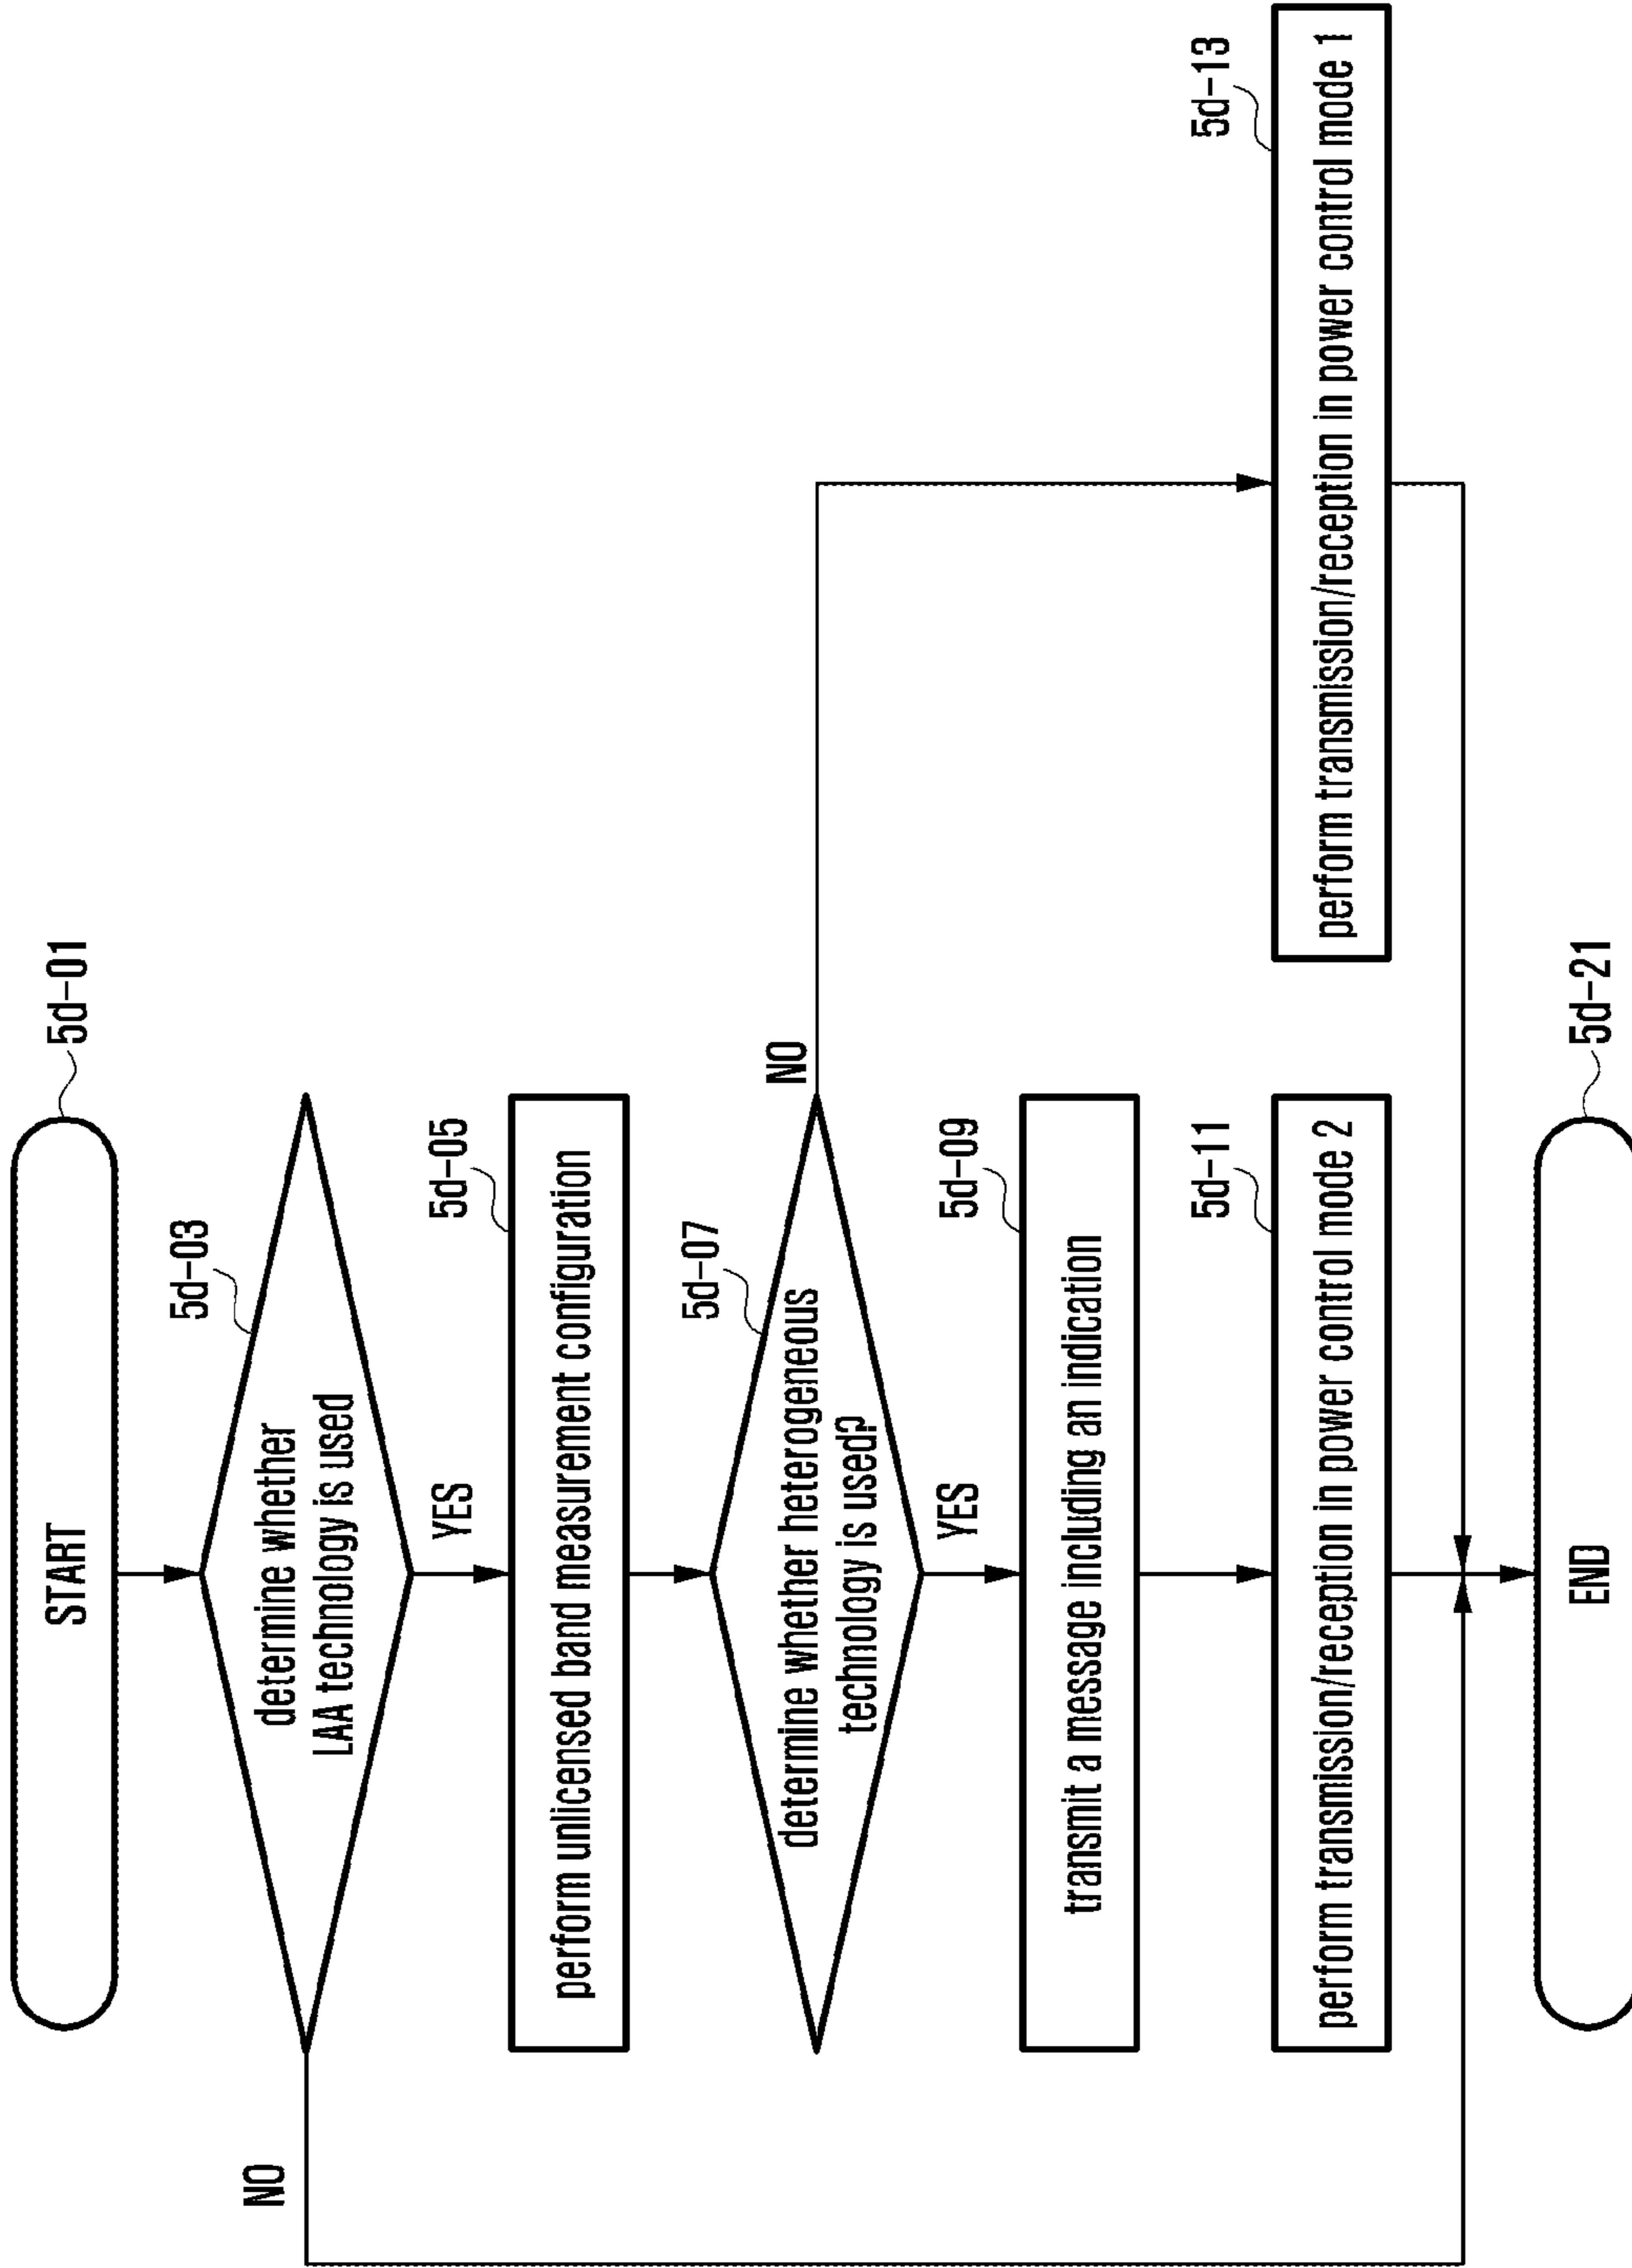 START
5d-01
determine whether
LAA technology is used
5d-03
NO
YES
perform unlicensed band measurement configuration
5d-05
determine whether heterogeneous
technology is used?
5d-07
NO
YES
transmit a message including an indication
5d-09
perform transmission/reception in power control mode 2
5d-11
perform transmission/reception in power control mode 1
5d-13
END
5d-21